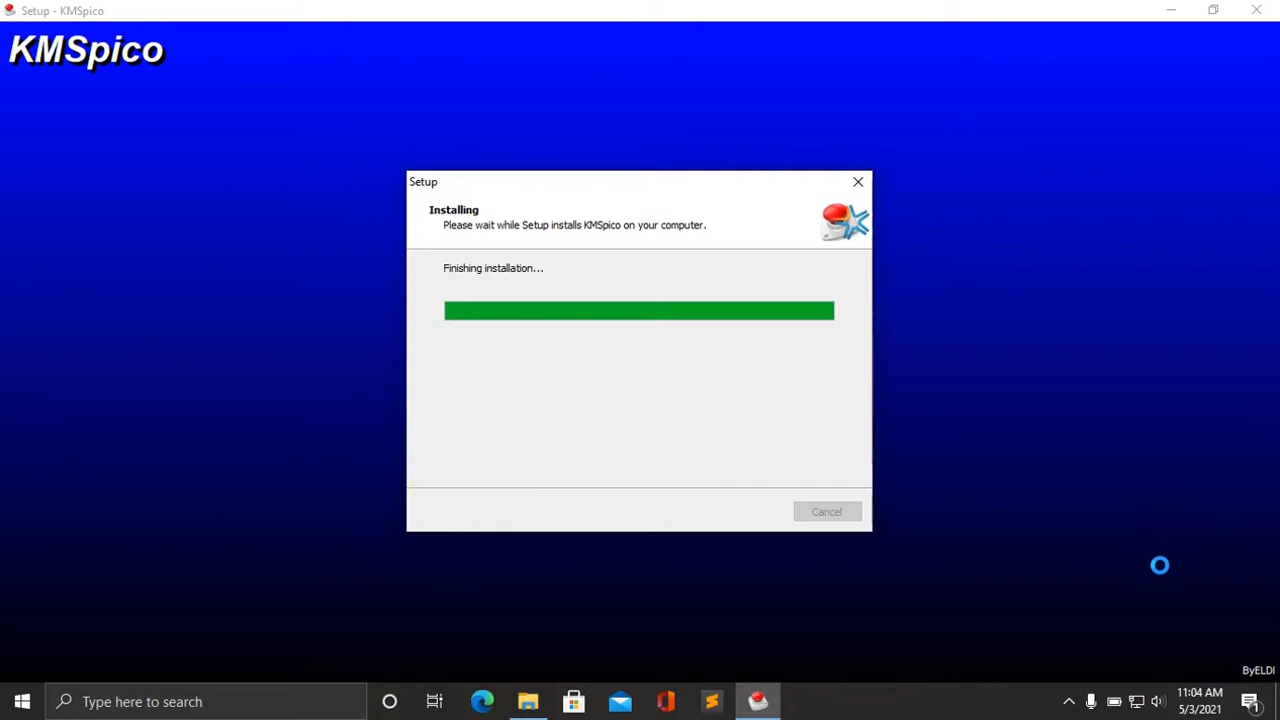 Setup - KMSpico
KMSpico
Setup
Installing
Please wait while Setup installs KMSpico on your computer.
Finishing installation...
Cancel
ByELDI
Type here to search
11:04 AM
5/3/2021
1